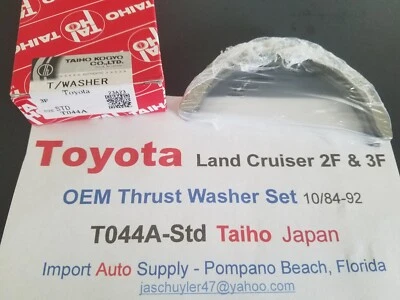 TAIHO
TAIHO
TAIHO KOGYO
CO.,LTD.
T/WASHER
Toyota
3F
STD
T044A
Toyota Land Cruiser 2F & 3F
OEM Thrust Washer Set 10/84-92
T044A-Std Taiho Japan
Import Auto Supply - Pompano Beach, Florida
jaschuyler47@yahoo.com